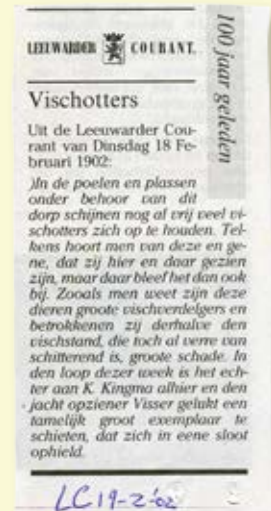 100 jaar geleden
LEEUWARDER COURANT.
Vischotters
Uit de Leeuwarder Cou-
rant van Dinsdag 18 Fe-
bruari 1902:
)In de poelen en plassen
onder behoor van dit
dorp schijnen nog al vrij veel vi-
schotters zich op te houden. Tel-
kens hoort men van deze en ge-
ne, dat zij hier en daar gezien
zijn, maar daar bleef het dan ook
bij. Zooals men weet zijn deze
dieren groote vischverdelgers en
betrokkenen zij derhalve den
vischstand, die toch al verre van
schitterend is, groote schade. In
den loop dezer week is het ech-
ter aan K. Kingma alhier en den
jacht opziener Visser gelukt een
tamelijk groot exemplaar te
schieten, dat zich in eene sloot
ophield.
LC 19-2-'02